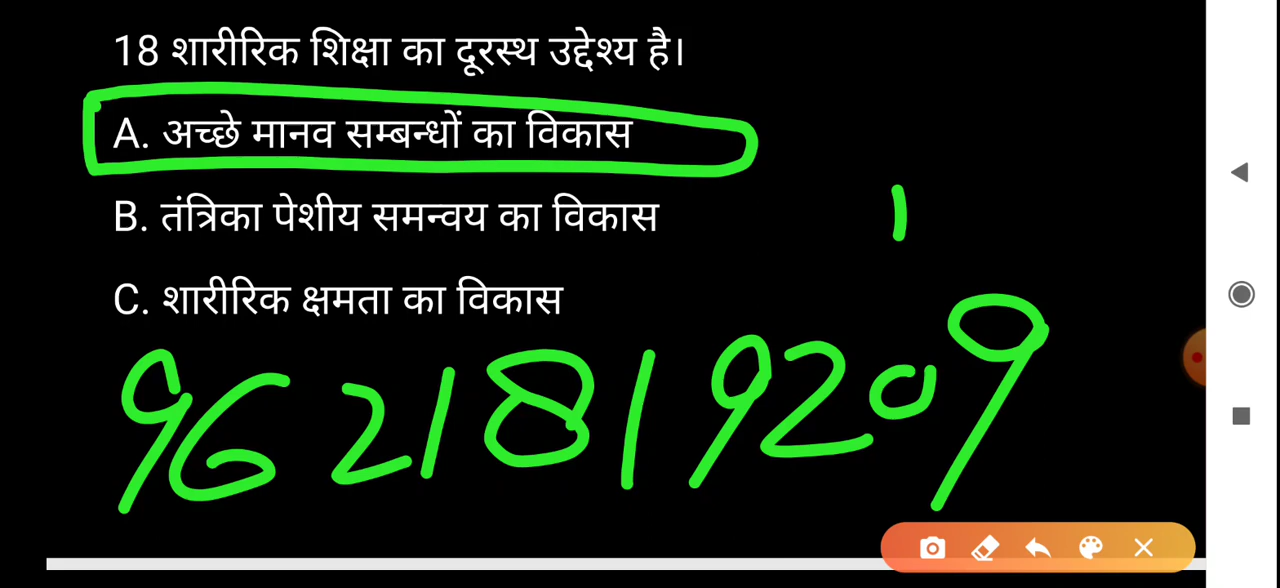 18 शारीरिक शिक्षा का दूरस्थ उद्देश्य है।
A. अच्छे मानव सम्बन्धों का विकास
B. तंत्रिका पेशीय समन्वय का विकास
।
C. शारीरिक क्षमता का विकास
9621819209